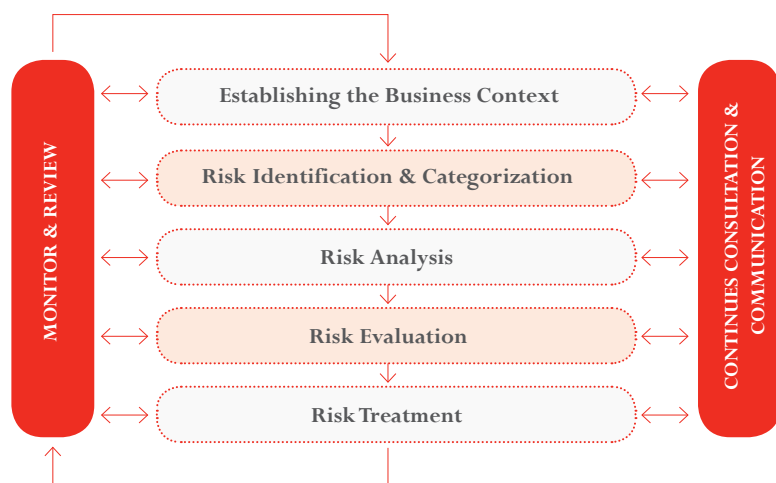 Establishing the Business Context
Risk Identification & Categorization
Risk Analysis
Risk Evaluation
Risk Treatment
MONITOR & REVIEW
CONTINUES CONSULTATION &
COMMUNICATION